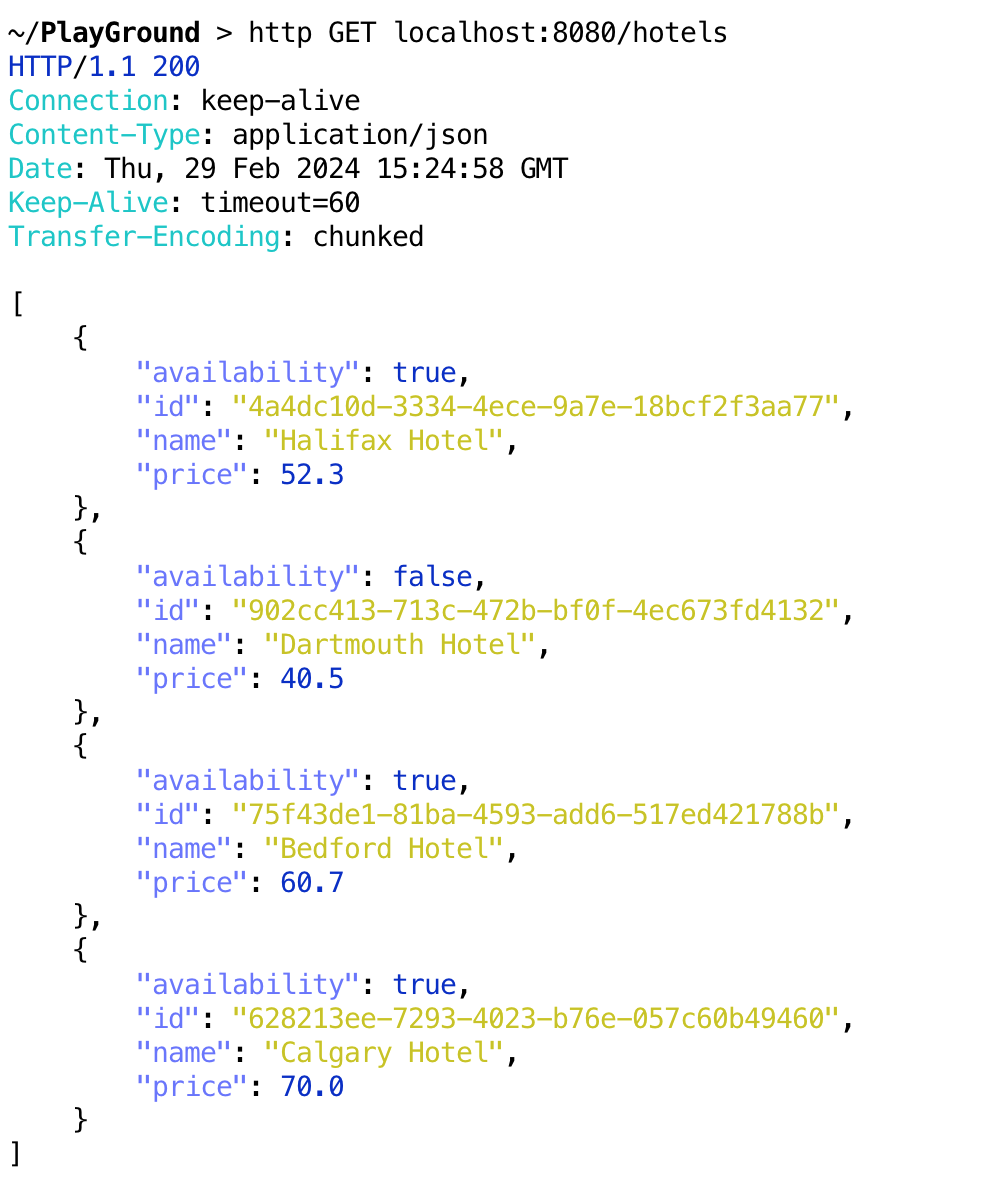 ~/PlayGround > http GET localhost:8080/hotels
HTTP/1.1 200
Connection: keep-alive
Content-Type: application/json
Date: Thu, 29 Feb 2024 15:24:58 GMT
Keep-Alive: timeout=60
Transfer-Encoding: chunked

[
    {
        "availability": true,
        "id": "4a4dc10d-3334-4ece-9a7e-18bcf2f3aa77",
        "name": "Halifax Hotel",
        "price": 52.3
    },
    {
        "availability": false,
        "id": "902cc413-713c-472b-bf0f-4ec673fd4132",
        "name": "Dartmouth Hotel",
        "price": 40.5
    },
    {
        "availability": true,
        "id": "75f43de1-81ba-4593-add6-517ed421788b",
        "name": "Bedford Hotel",
        "price": 60.7
    },
    {
        "availability": true,
        "id": "628213ee-7293-4023-b76e-057c60b49460",
        "name": "Calgary Hotel",
        "price": 70.0
    }
]